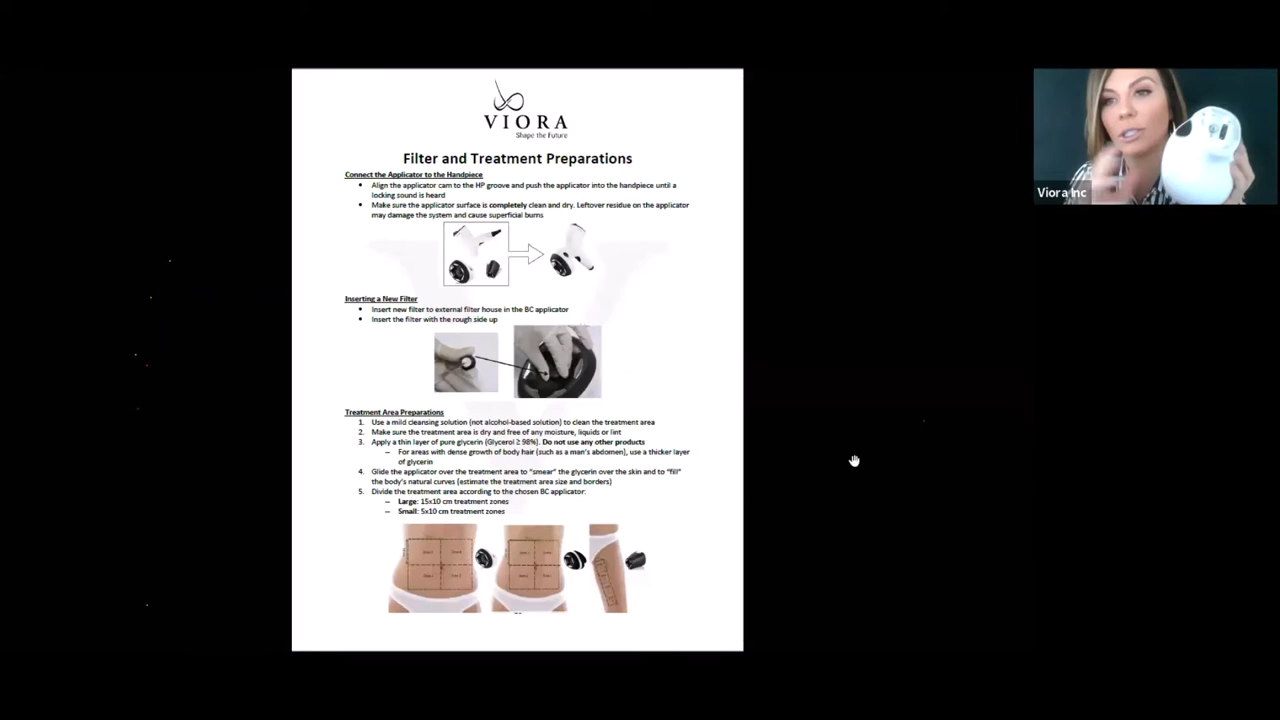 VIORA
Shape the Future
Filter and Treatment Preparations
Connect the Applicator to the Handpiece
• Align the applicator cam to the HP groove and push the applicator into the handpiece until a
locking sound is heard
• Make sure the applicator surface is completely clean and dry. Leftover residue on the applicator
may damage the system and cause superficial burns
Inserting a New Filter
• Insert new filter to external filter house in the BC applicator
• Insert the filter with the rough side up
Treatment Area Preparations
1. Use a mild cleansing solution (not alcohol-based solution) to clean the treatment area
2. Make sure the treatment area is dry and free of any moisture, liquids or lint
3. Apply a thin layer of pure glycerin (Glycerol ≥ 98%). Do not use any other products
– For areas with dense growth of body hair (such as a man's abdomen), use a thicker layer
of glycerin
4. Glide the applicator over the treatment area to "smear" the glycerin over the skin and to "fill"
the body's natural curves (estimate the treatment area size and borders)
5. Divide the treatment area according to the chosen BC applicator:
– Large: 15x10 cm treatment zones
– Small: 5x10 cm treatment zones
Viora Inc